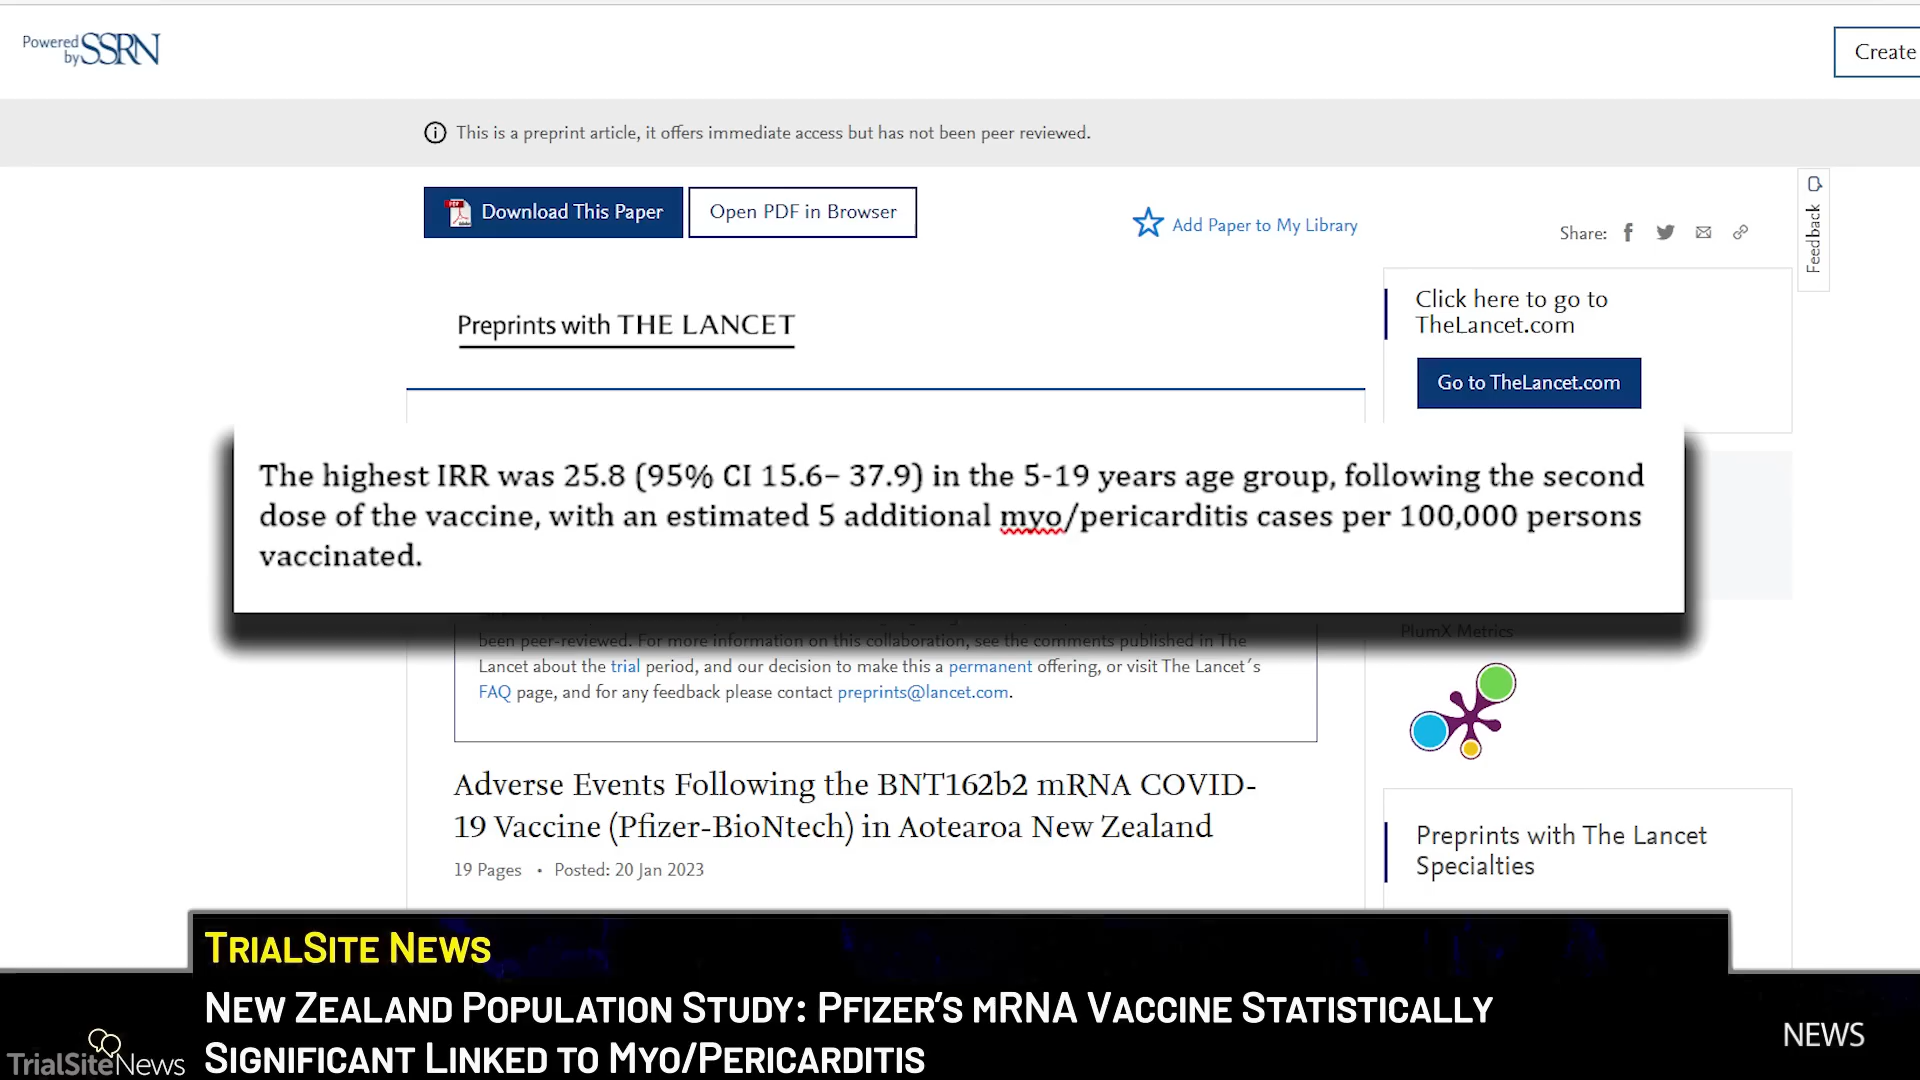 Powered
by SSRN
Create
This is a preprint article, it offers immediate access but has not been peer reviewed.
Download This Paper
Open PDF in Browser
Add Paper to My Library
Share:
Feedback
Preprints with THE LANCET
Click here to go to
TheLancet.com
Go to TheLancet.com
The highest IRR was 25.8 (95% CI 15.6– 37.9) in the 5-19 years age group, following the second
dose of the vaccine, with an estimated 5 additional myo/pericarditis cases per 100,000 persons
vaccinated.
been peer-reviewed. For more information on this collaboration, see the comments published in The
Lancet about the trial period, and our decision to make this a permanent offering, or visit The Lancet's
FAQ page, and for any feedback please contact preprints@lancet.com.
PlumX Metrics
Adverse Events Following the BNT162b2 mRNA COVID-
19 Vaccine (Pfizer-BioNtech) in Aotearoa New Zealand
19 Pages • Posted: 20 Jan 2023
Preprints with The Lancet
Specialties
TRIALSITE NEWS
NEW ZEALAND POPULATION STUDY: PFIZER'S MRNA VACCINE STATISTICALLY
SIGNIFICANT LINKED TO MYO/PERICARDITIS
TrialSiteNews
NEWS